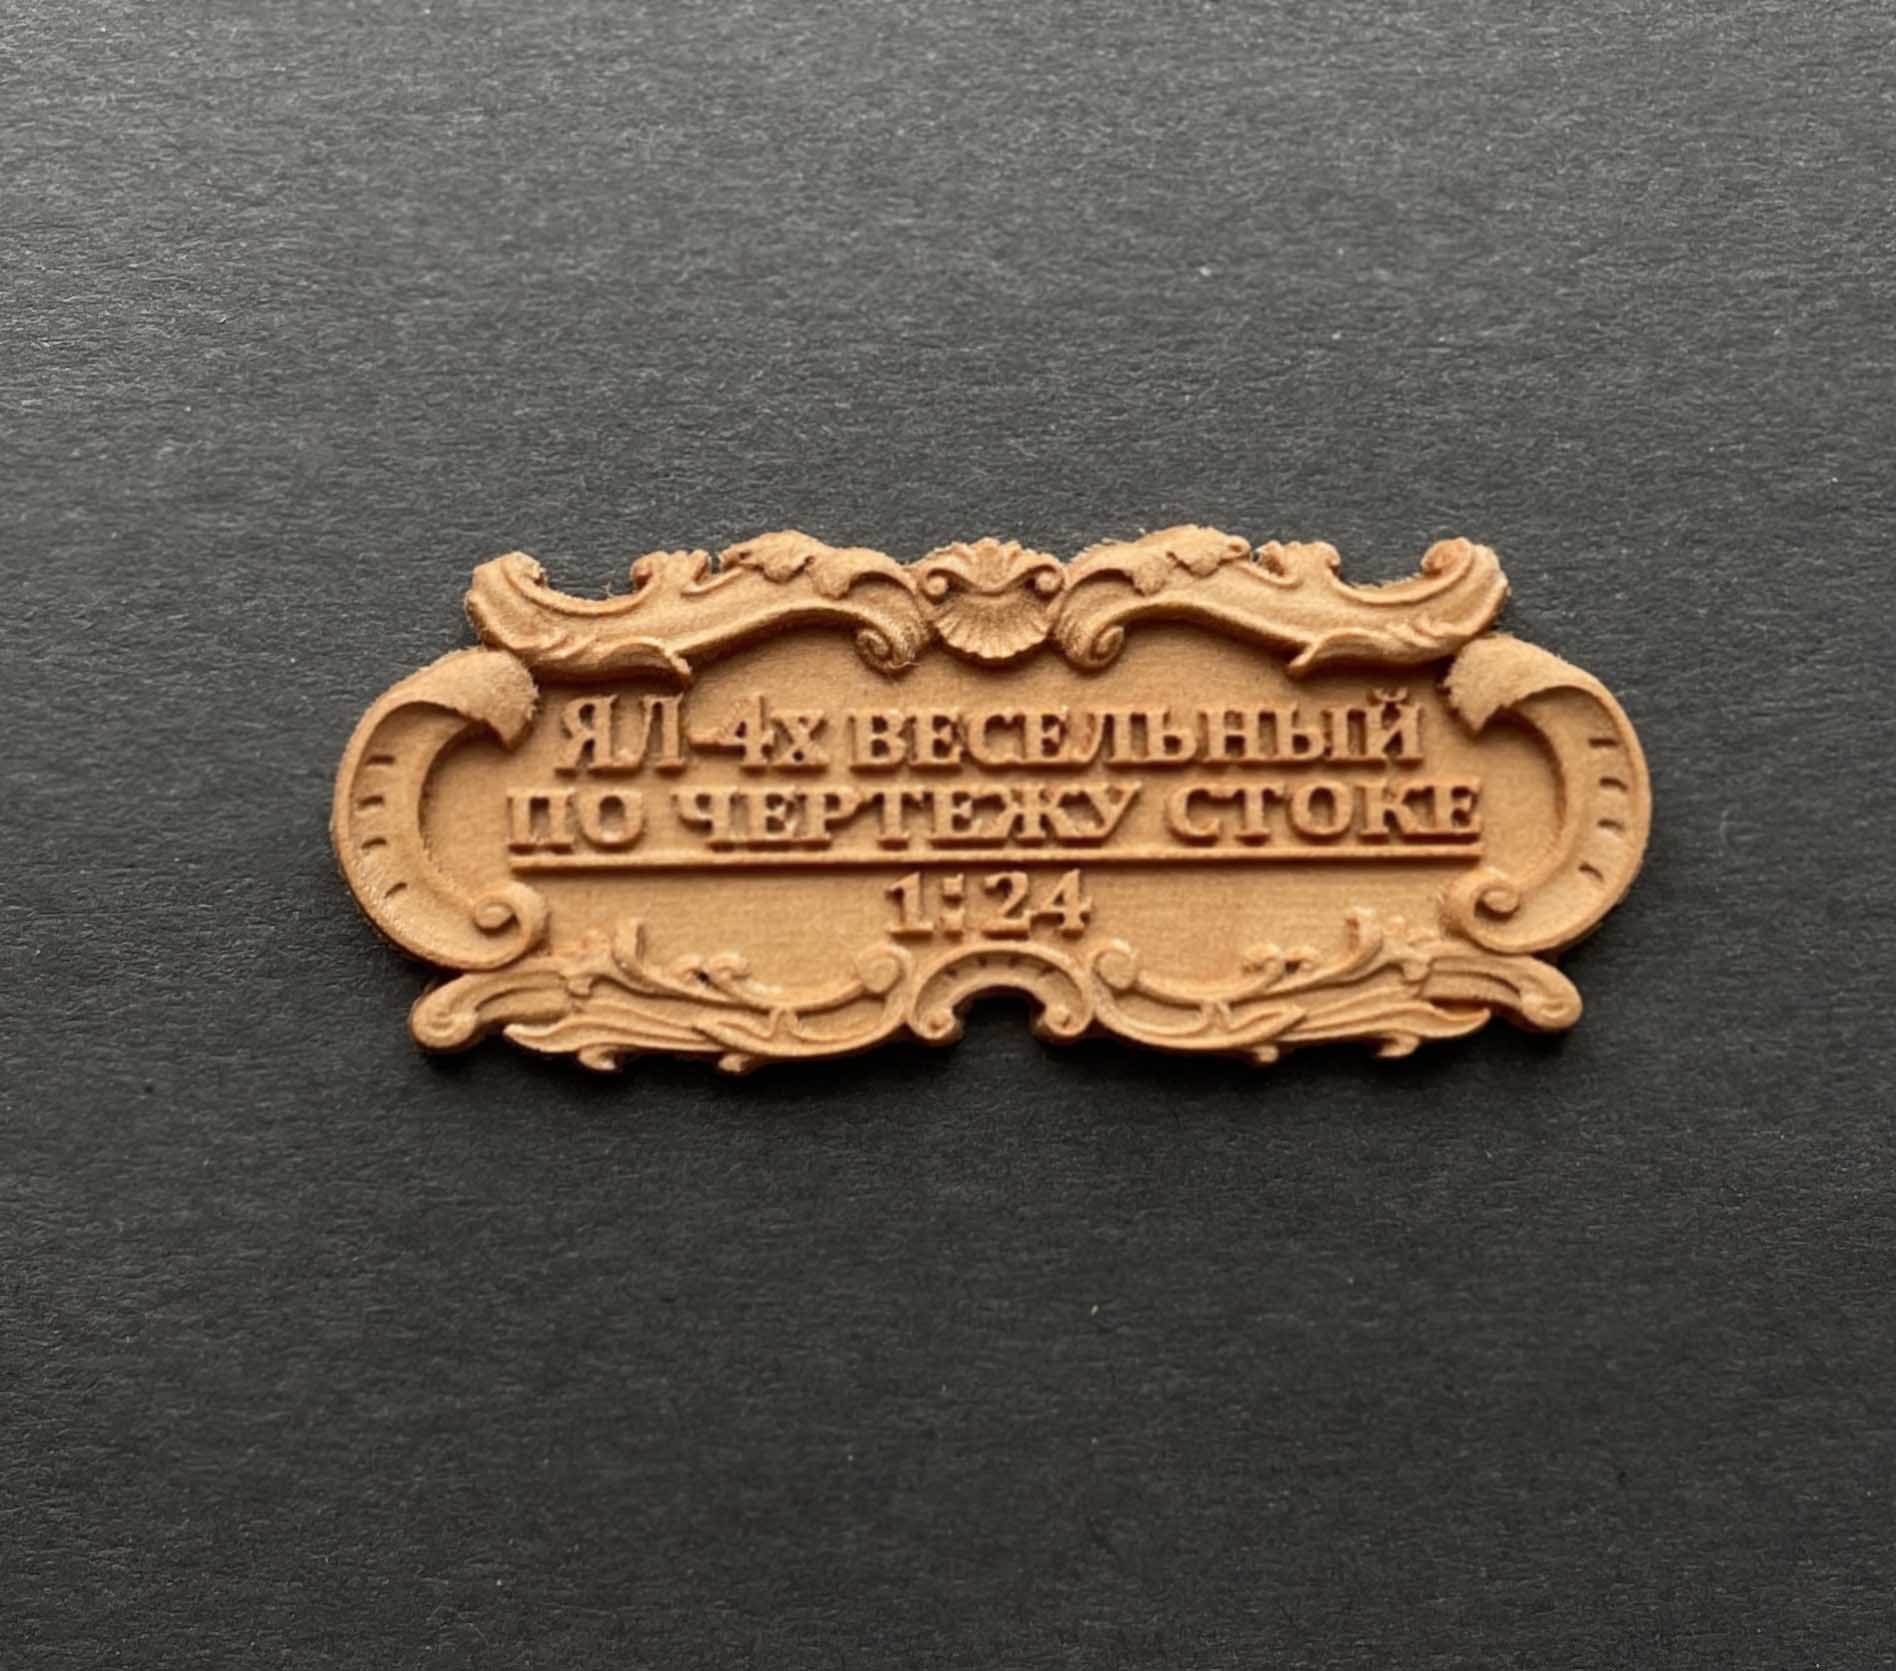 ЯЛ 4х ВЕСЕЛЬНЫЙ
ПО ЧЕРТЕЖУ СТОКЕ
1:24